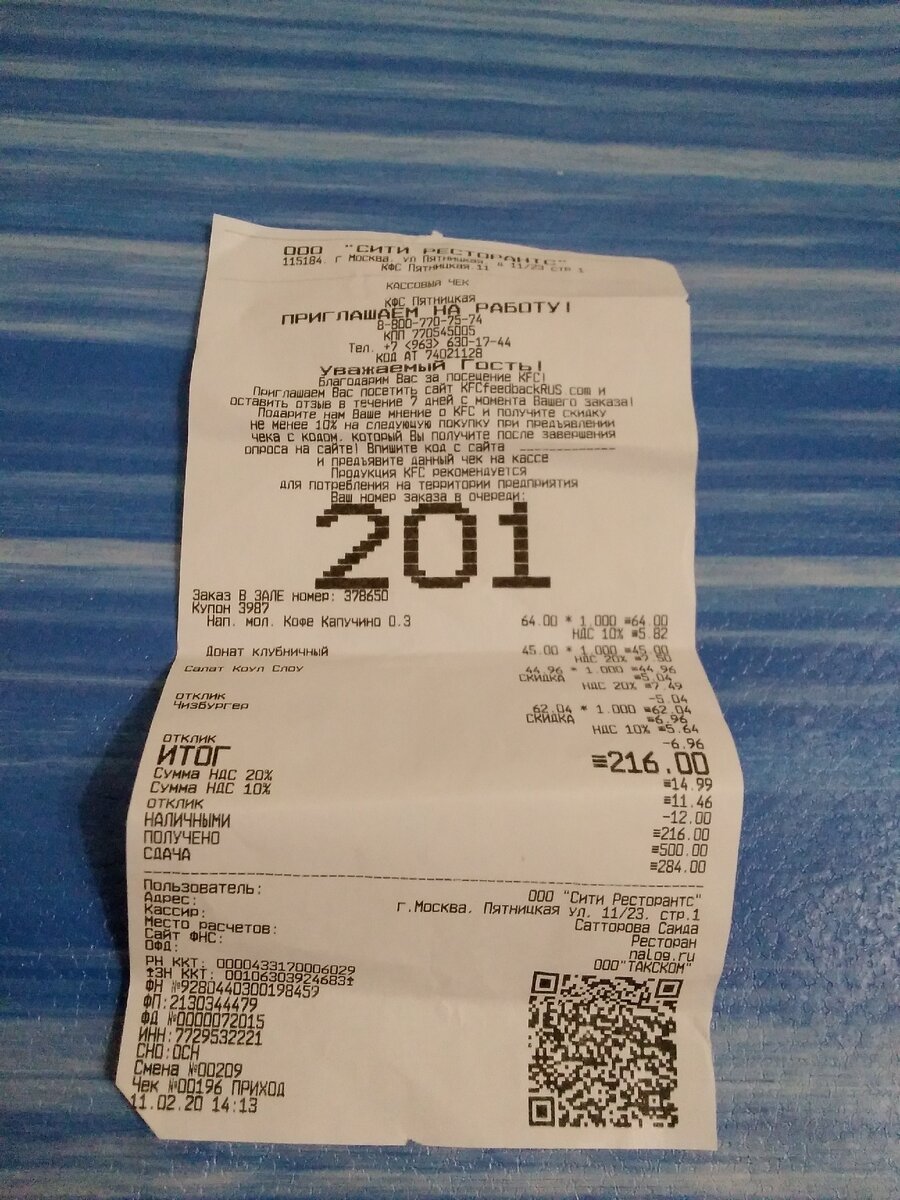 ООО "СИТИ РЕСТОРАНТС"
115184, г Москва, ул Пятницкая, д 11/23 стр 1
КФС Пятницкая 11
КАССОВЫЙ ЧЕК
КФС Пятницкая
ПРИГЛАШАЕМ НА РАБОТУ!
8-800-770-75-74
КПП 770545005
Тел. +7 <963> 630-17-44
КОД АТ 74021128
Уважаемый Гость!
Благодарим Вас за посещение KFC!
Приглашаем Вас посетить сайт KFCfeedbackRUS com и
оставить отзыв в течение 7 дней с момента Вашего заказа!
Подарите нам Ваше мнение о KFC и получите скидку
не менее 10% на следующую покупку при предъявлении
чека с кодом, который Вы получите после завершения
опроса на сайте! Впишите код с сайта ____________
и предъявите данный чек на кассе
Продукция KFC рекомендуется
для потребления на территории предприятия
Ваш номер заказа в очереди:
201
Заказ В ЗАЛЕ номер: 378650
Купон 3987
Нап. мол. Кофе Капучино 0.3 64.00 * 1.000 =64.00
НДС 10% =5.82
Донат клубничный 45.00 * 1.000 =45.00
НДС 20% =7.50
Салат Коул Слоу 44.96 * 1.000 =44.96
СКИДКА =5.04
НДС 20% =7.49
ОТКЛИК -5.04
Чизбургер 62.04 * 1.000 =62.04
СКИДКА =6.96
НДС 10% =5.64
ОТКЛИК -6.96
ИТОГ =216.00
Сумма НДС 20% =14.99
Сумма НДС 10% =11.46
ОТКЛИК -12.00
НАЛИЧНЫМИ =216.00
ПОЛУЧЕНО =500.00
СДАЧА =284.00
Пользователь: ООО "Сити Ресторантс"
Адрес: г.Москва, Пятницкая ул. 11/23, стр.1
Кассир: Сатторова Саида
Место расчетов: Ресторан
Сайт ФНС: nalog.ru
ОФД: ООО"ТАКСКОМ"
РН ККТ: 0000433170006029
ЗН ККТ: 00106303924683
ФН №9280440300198459
ФП:2130344479
ФД №0000072015
ИНН:7729532221
СНО:ОСН
Смена №00209
Чек №00196 ПРИХОД
11.02.20 14:13